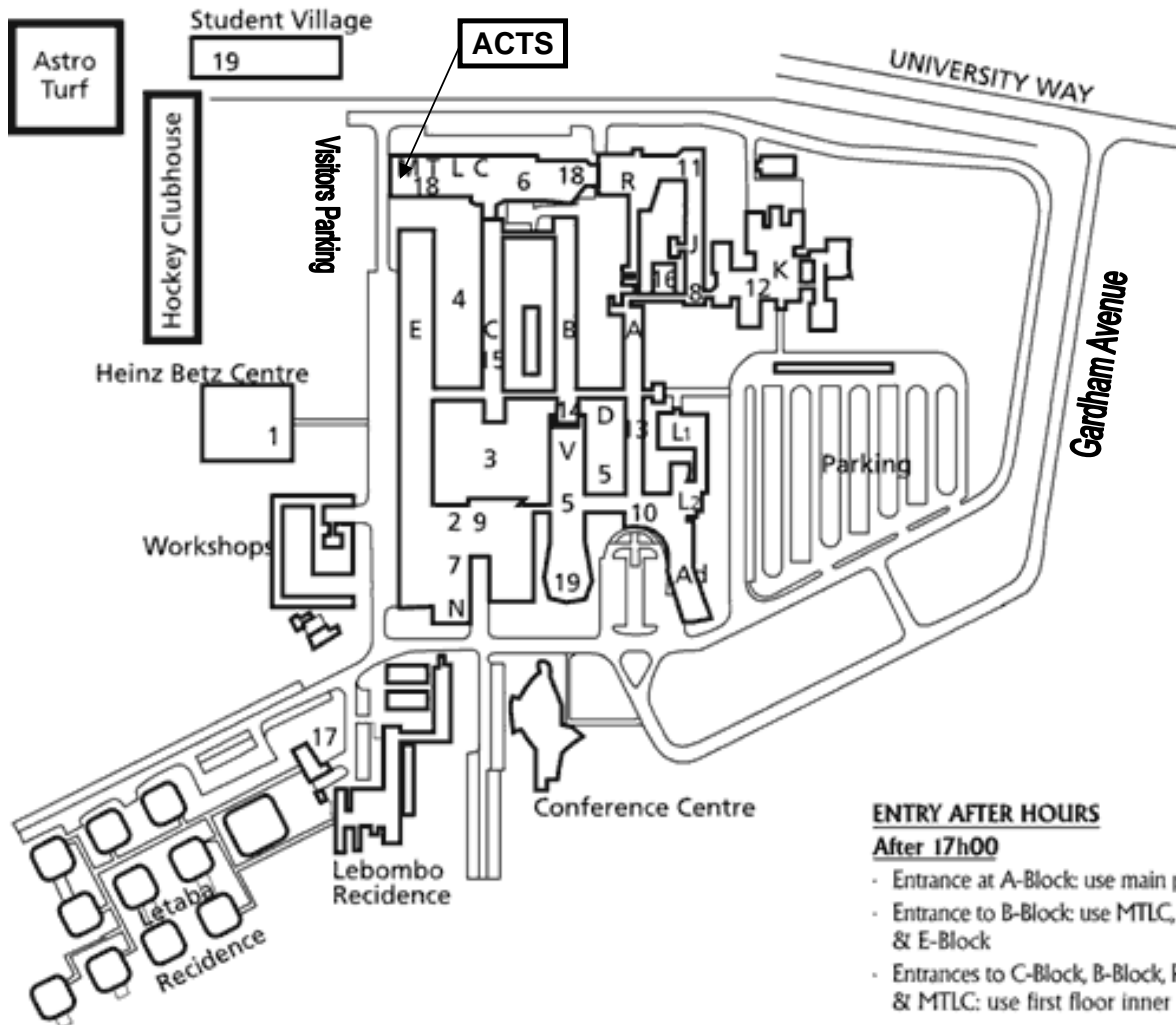 Student Village
19
ACTS
Astro
Turf
UNIVERSITY WAY
Hockey Clubhouse
Visitors Parking
M T L C
18
6
18
R
11
J
16
8
12
K
4
E
C
15
B
A
Gardham Avenue
Heinz Betz Centre
1
14
D
13
L1
V
3
5
Parking
5
L2
2 9
10
Workshops
7
19
Ad
N
17
Conference Centre
Lebombo
Residence
Letaba
Recidence
ENTRY AFTER HOURS
After 17h00
· Entrance at A-Block: use main
· Entrance to B-Block: use MTLC,
& E-Block
· Entrances to C-Block, B-Block,
& MTLC: use first floor inner